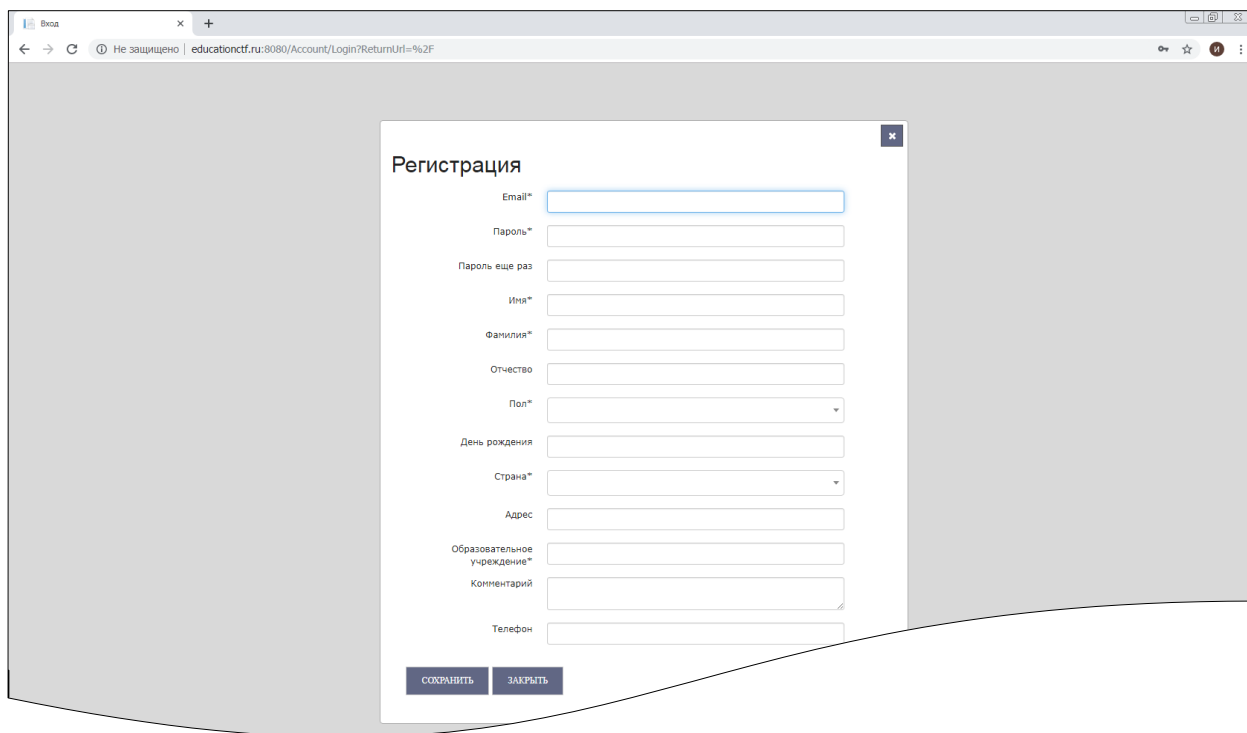 Вход
Не защищено | educationctf.ru:8080/Account/Login?ReturnUrl=%2F
И
Регистрация
Email*
Пароль*
Пароль еще раз
Имя*
Фамилия*
Отчество
Пол*
День рождения
Страна*
Адрес
Образовательное
учреждение*
Комментарий
Телефон
СОХРАНИТЬ ЗАКРЫТЬ